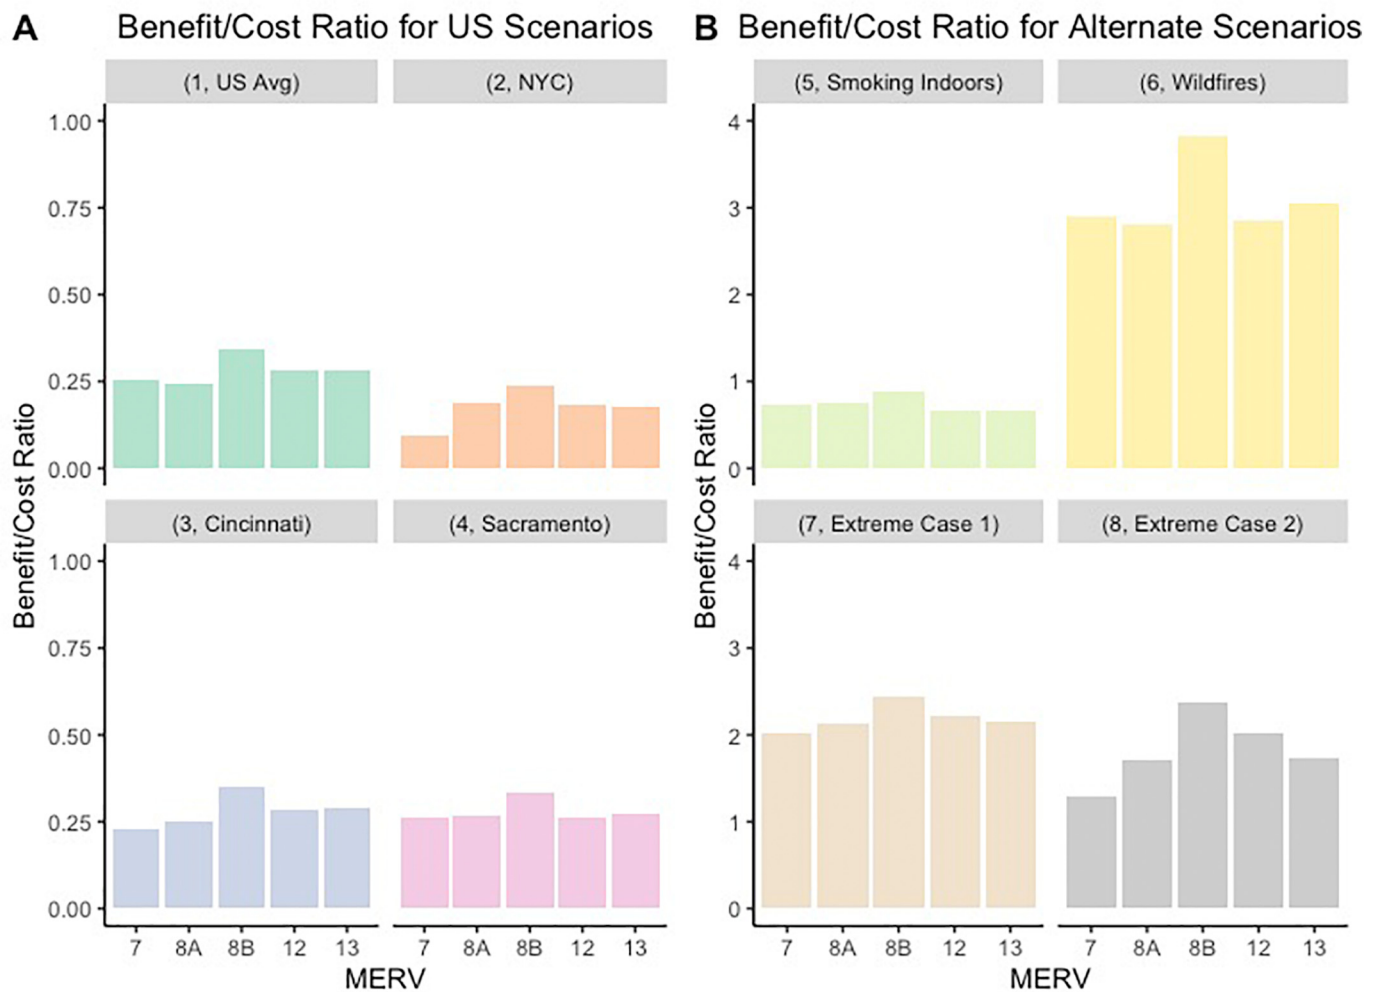 A
Benefit/Cost Ratio for US Scenarios
Benefit/Cost Ratio
(1, US Avg)
(2, NYC)
1.00
0.75
0.50
0.25
0.00
(3, Cincinnati)
(4, Sacramento)
1.00
0.75
0.50
0.25
0.00
7 8A 8B 12 13
7 8A 8B 12 13
MERV
B
Benefit/Cost Ratio for Alternate Scenarios
Benefit/Cost Ratio
(5, Smoking Indoors)
(6, Wildfires)
4
3
2
1
0
(7, Extreme Case 1)
(8, Extreme Case 2)
4
3
2
1
0
7 8A 8B 12 13
7 8A 8B 12 13
MERV